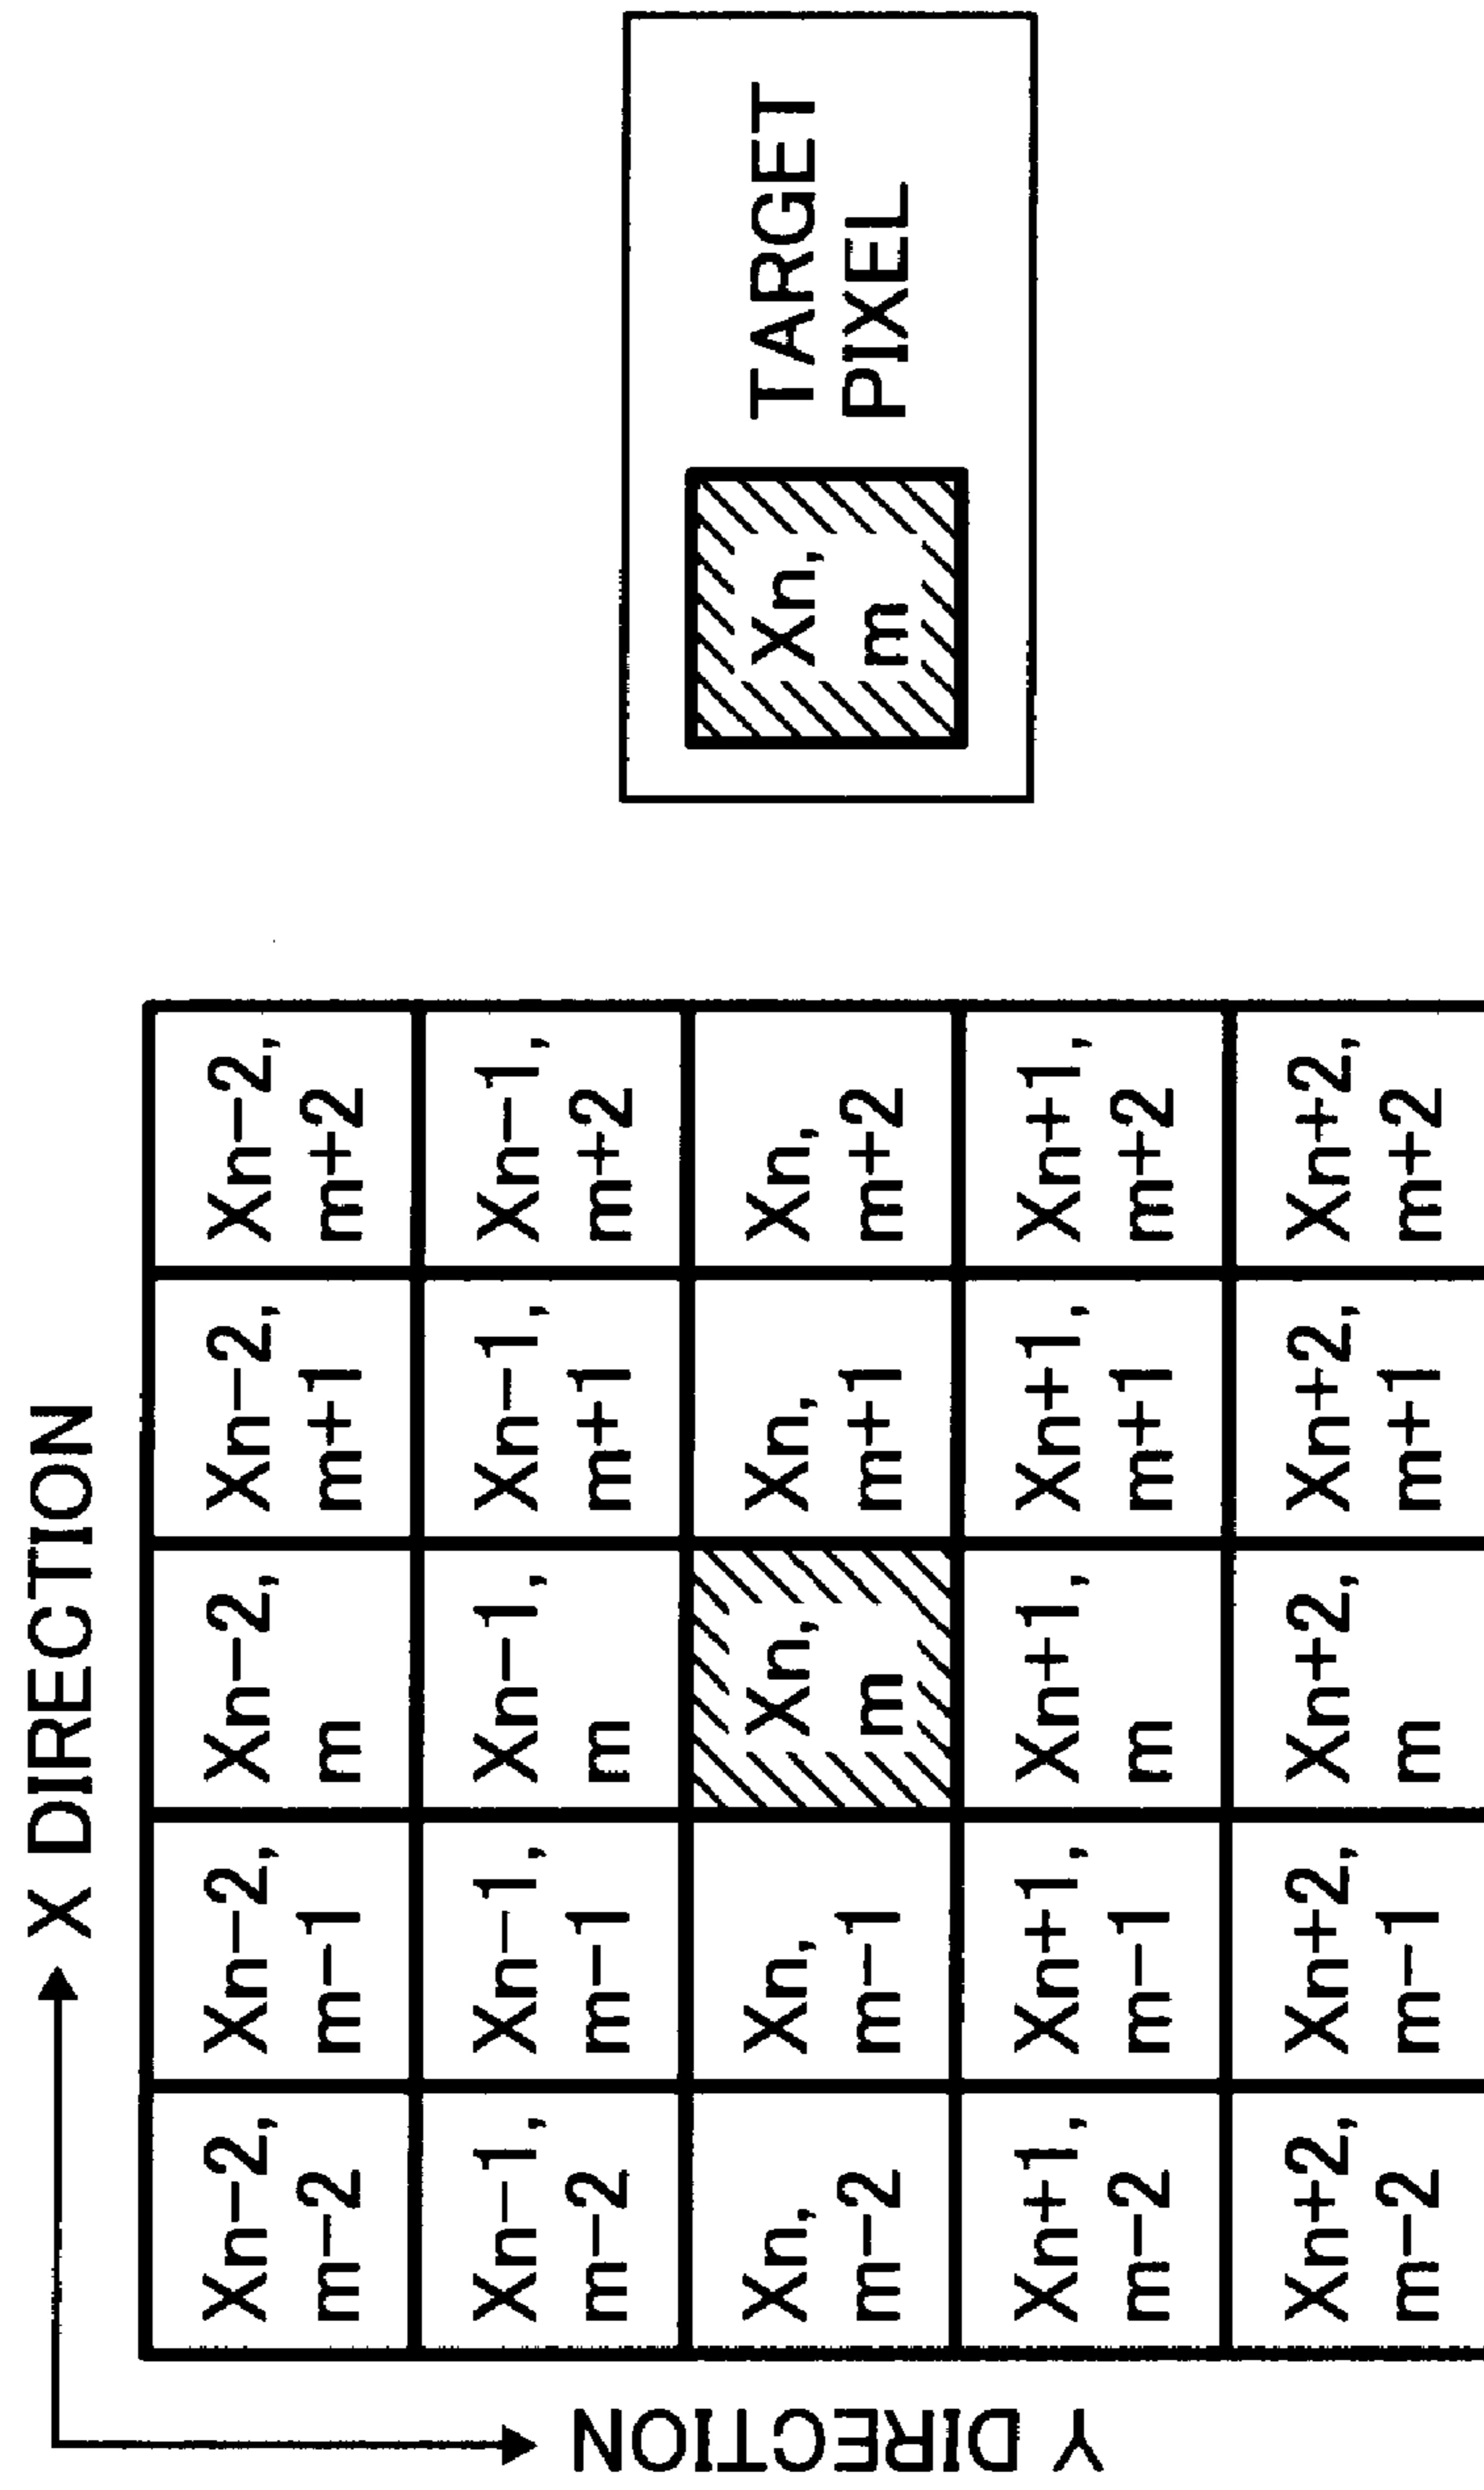 X DIRECTION
Y DIRECTION
Xn−2,
m−2
Xn−2,
m−1
Xn−2,
m
Xn−2,
m+1
Xn−2,
m+2
Xn−1,
m−2
Xn−1,
m−1
Xn−1,
m
Xn−1,
m+1
Xn−1,
m+2
Xn,
m−2
Xn,
m−1
Xn,
m
Xn,
m+1
Xn,
m+2
Xn+1,
m−2
Xn+1,
m−1
Xn+1,
m
Xn+1,
m+1
Xn+1,
m+2
Xn+2,
m−2
Xn+2,
m−1
Xn+2,
m
Xn+2,
m+1
Xn+2,
m+2
Xn,
m
TARGET
PIXEL